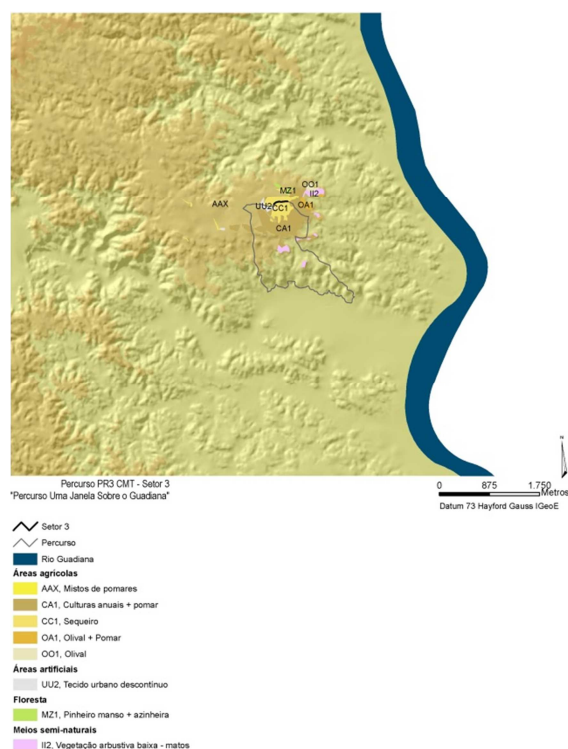 MZ1
OO1
II2
AAX
UU2
CC1
OA1
CA1
N
Percurso PR3 CMT - Setor 3
"Percurso Uma Janela Sobre o Guadiana"
0 875 1.750
Metros
Datum 73 Hayford Gauss IGeoE
Setor 3
Percurso
Rio Guadiana
Áreas agrícolas
AAX, Mistos de pomares
CA1, Culturas anuais + pomar
CC1, Sequeiro
OA1, Olival + Pomar
OO1, Olival
Áreas artificiais
UU2, Tecido urbano descontínuo
Floresta
MZ1, Pinheiro manso + azinheira
Meios semi-naturais
II2, Vegetação arbustiva baixa - matos